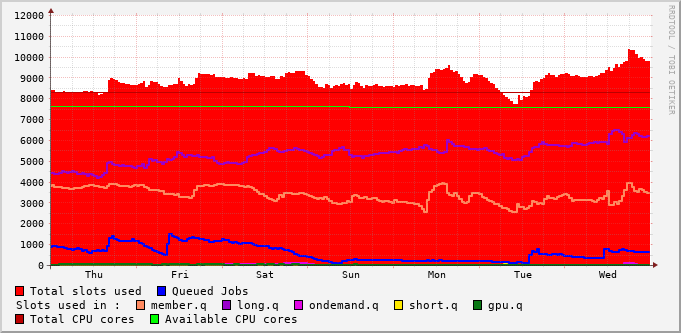 12000
11000
10000
9000
8000
7000
6000
5000
4000
3000
2000
1000
0
Thu Fri Sat Sun Mon Tue Wed
RRDTOOL / TOBI OETIKER
Total slots used Queued Jobs
Slots used in : member.q long.q ondemand.q short.q gpu.q
Total CPU cores Available CPU cores